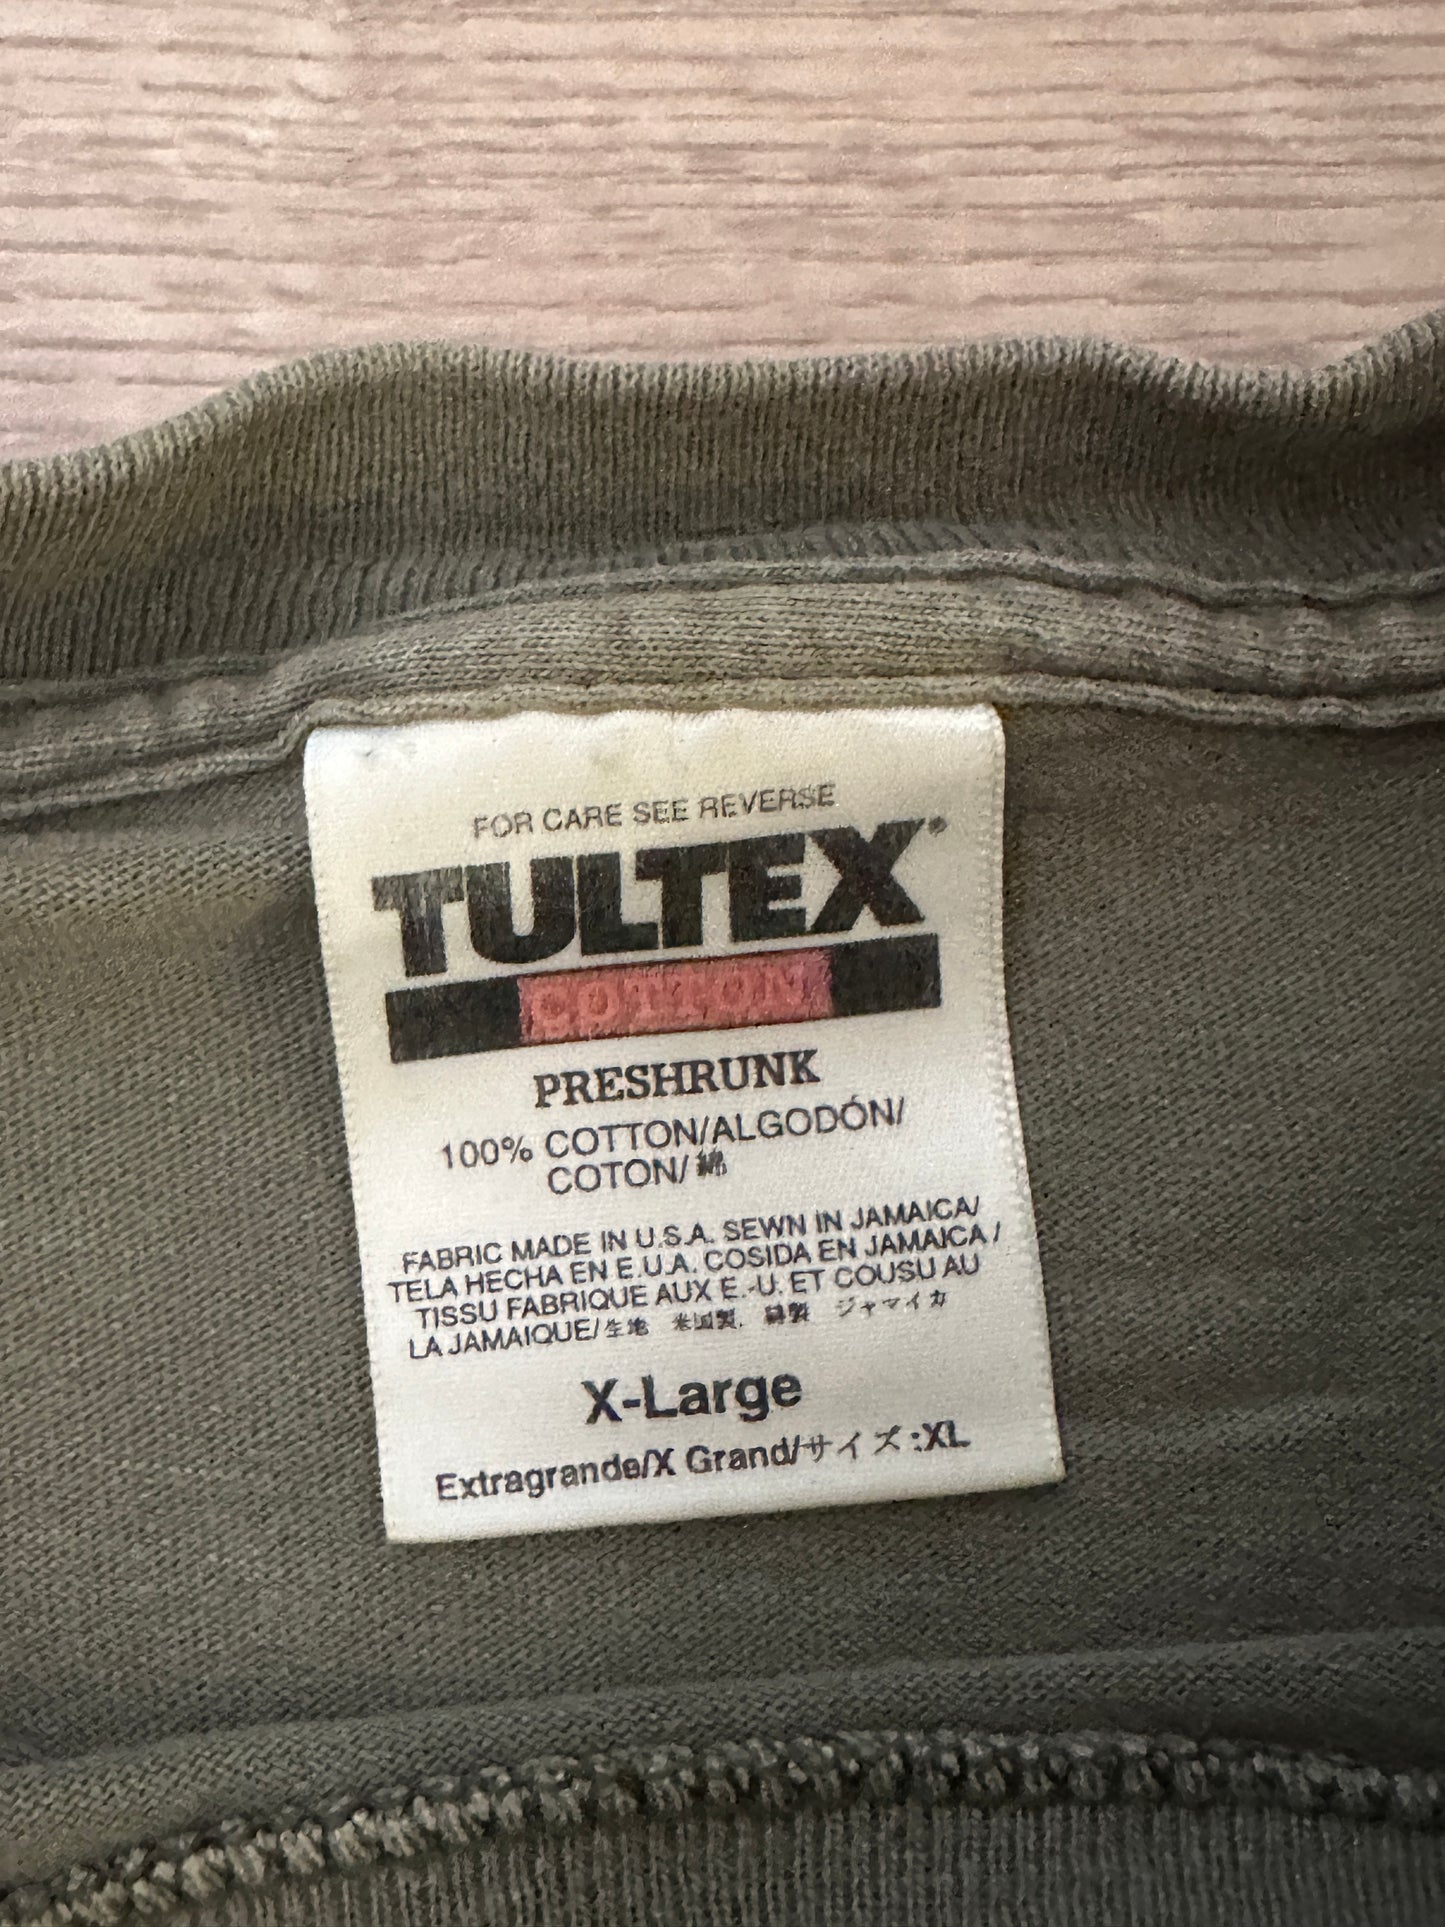 FOR CARE SEE REVERSE
TULTEX®
COTTON
PRESHRUNK
100% COTTON/ALGODÓN/
COTON/綿
FABRIC MADE IN U.S.A. SEWN IN JAMAICA/
TELA HECHA EN E.U.A. COSIDA EN JAMAICA /
TISSU FABRIQUE AUX E.-U. ET COUSU AU
LA JAMAIQUE/生地 米国製, 縫製 ジャマイカ
X-Large
Extragrande/X Grand/サイズ:XL